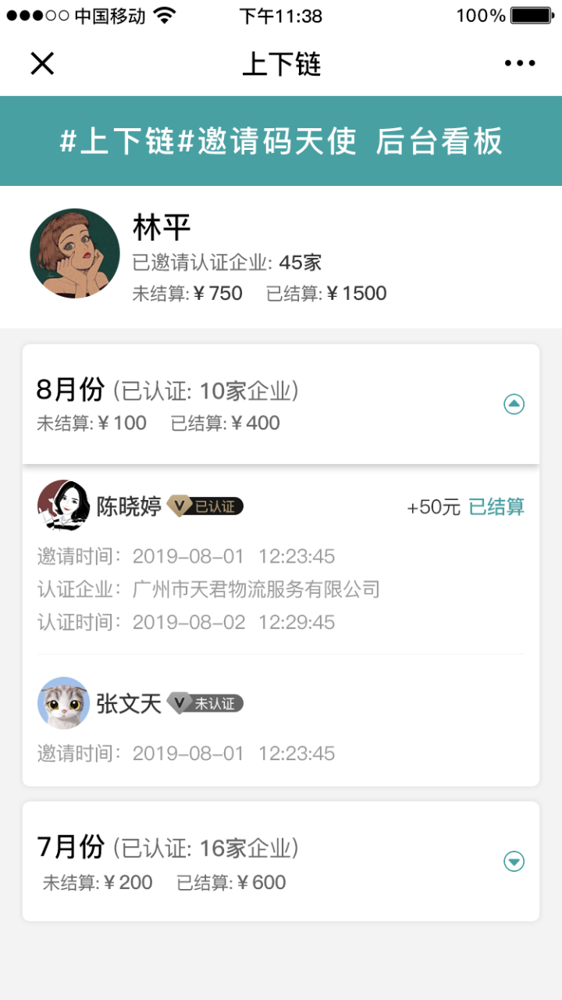 中国移动 下午11:38 100%
上下链
#上下链#邀请码天使 后台看板
林平
已邀请认证企业: 45家
未结算:¥750 已结算:¥1500
8月份 (已认证: 10家企业)
未结算:¥100 已结算:¥400
陈晓婷 V 已认证 +50元 已结算
邀请时间: 2019-08-01 12:23:45
认证企业: 广州市天君物流服务有限公司
认证时间: 2019-08-02 12:29:45
张文天 V 未认证
邀请时间: 2019-08-01 12:23:45
7月份 (已认证: 16家企业)
未结算:¥200 已结算:¥600